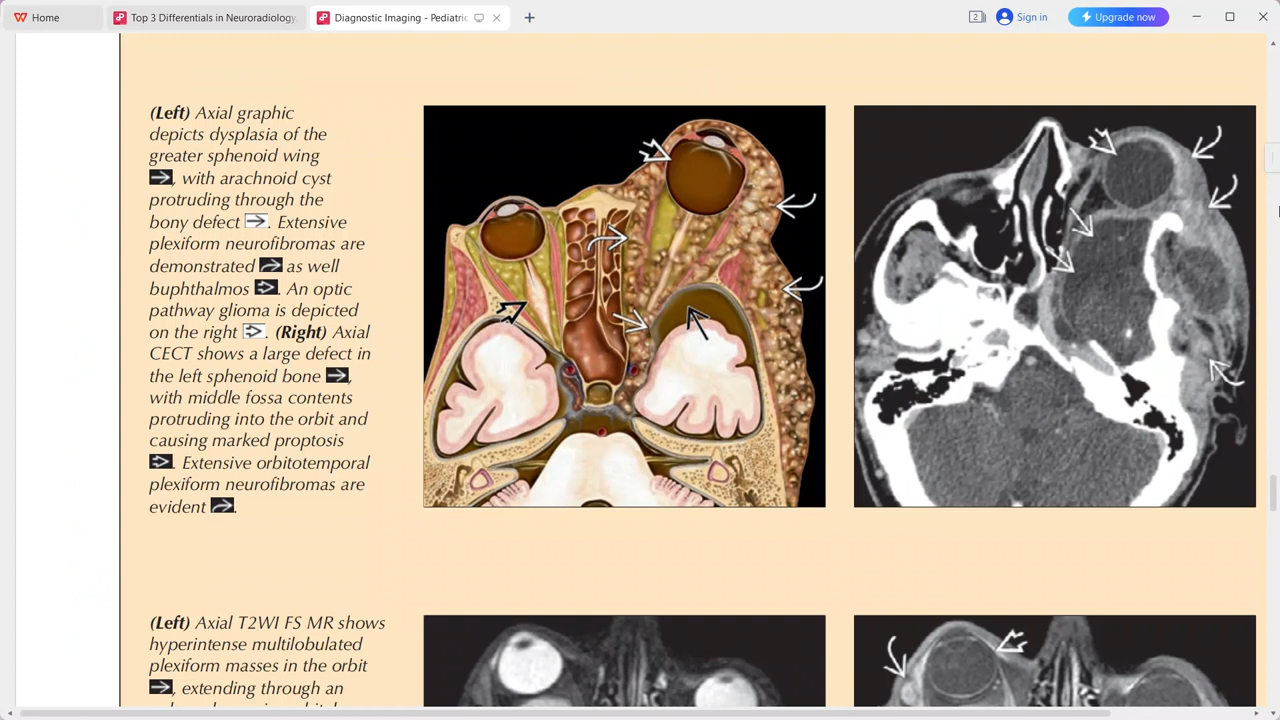 Home
Top 3 Differentials in Neuroradiology.
Diagnostic Imaging - Pediatric
2
Sign in
Upgrade now
(Left) Axial graphic
depicts dysplasia of the
greater sphenoid wing
, with arachnoid cyst
protruding through the
bony defect . Extensive
plexiform neurofibromas are
demonstrated as well
buphthalmos . An optic
pathway glioma is depicted
on the right . (Right) Axial
CECT shows a large defect in
the left sphenoid bone ,
with middle fossa contents
protruding into the orbit and
causing marked proptosis
. Extensive orbitotemporal
plexiform neurofibromas are
evident .
(Left) Axial T2WI FS MR shows
hyperintense multilobulated
plexiform masses in the orbit
, extending through an